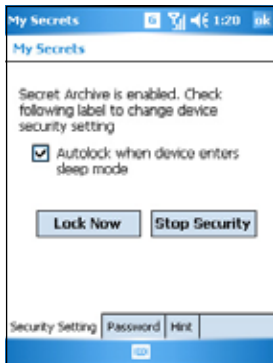 My Secrets G 1:20 ok
My Secrets
Secret Archive is enabled. Check
following label to change device
security setting
Autolock when device enters
sleep mode
Lock Now Stop Security
Security Setting Password Hint